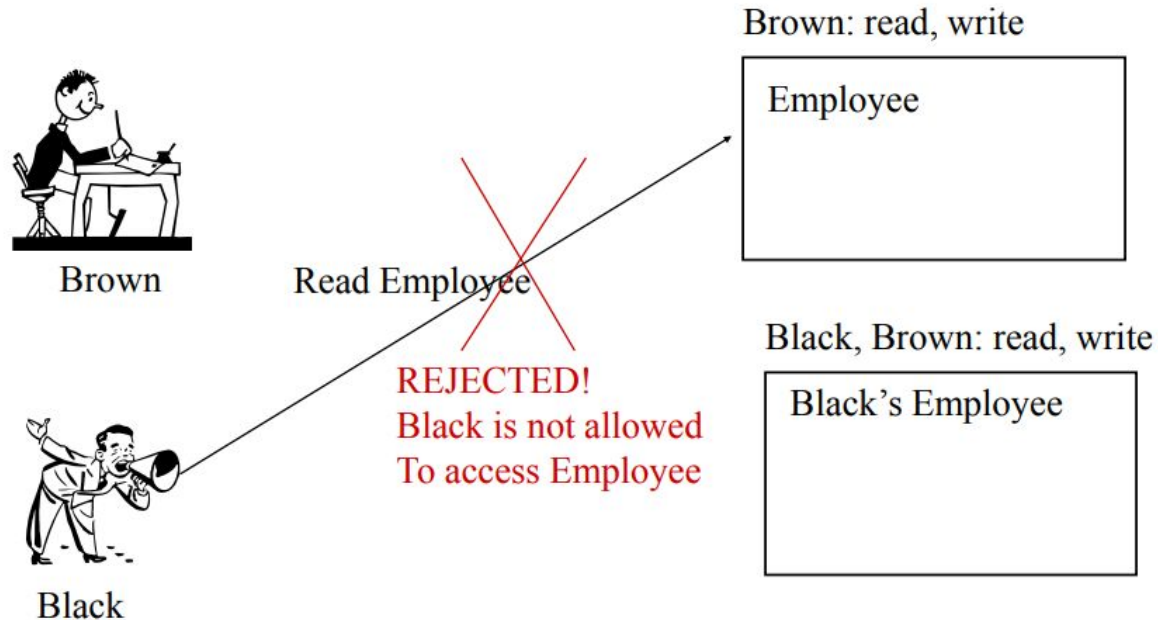 Brown: read, write
Employee
Brown
Read Employee
Black, Brown: read, write
REJECTED!
Black is not allowed
To access Employee
Black's Employee
Black